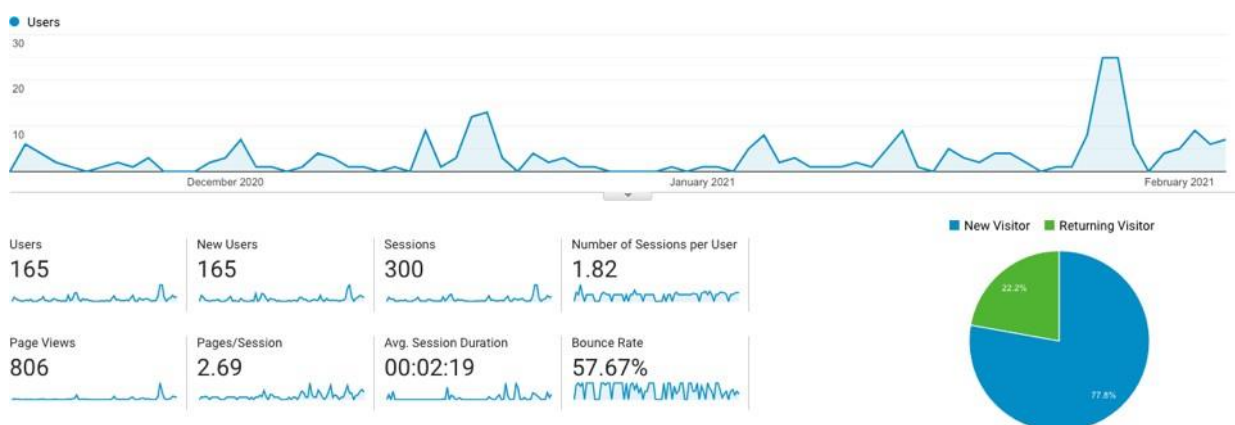 Users
30
20
10
December 2020 January 2021 February 2021
New Visitor Returning Visitor
Users New Users Sessions Number of Sessions per User
165 165 300 1.82
22.2%
Page Views Pages/Session Avg. Session Duration Bounce Rate
806 2.69 00:02:19 57.67%
77.8%